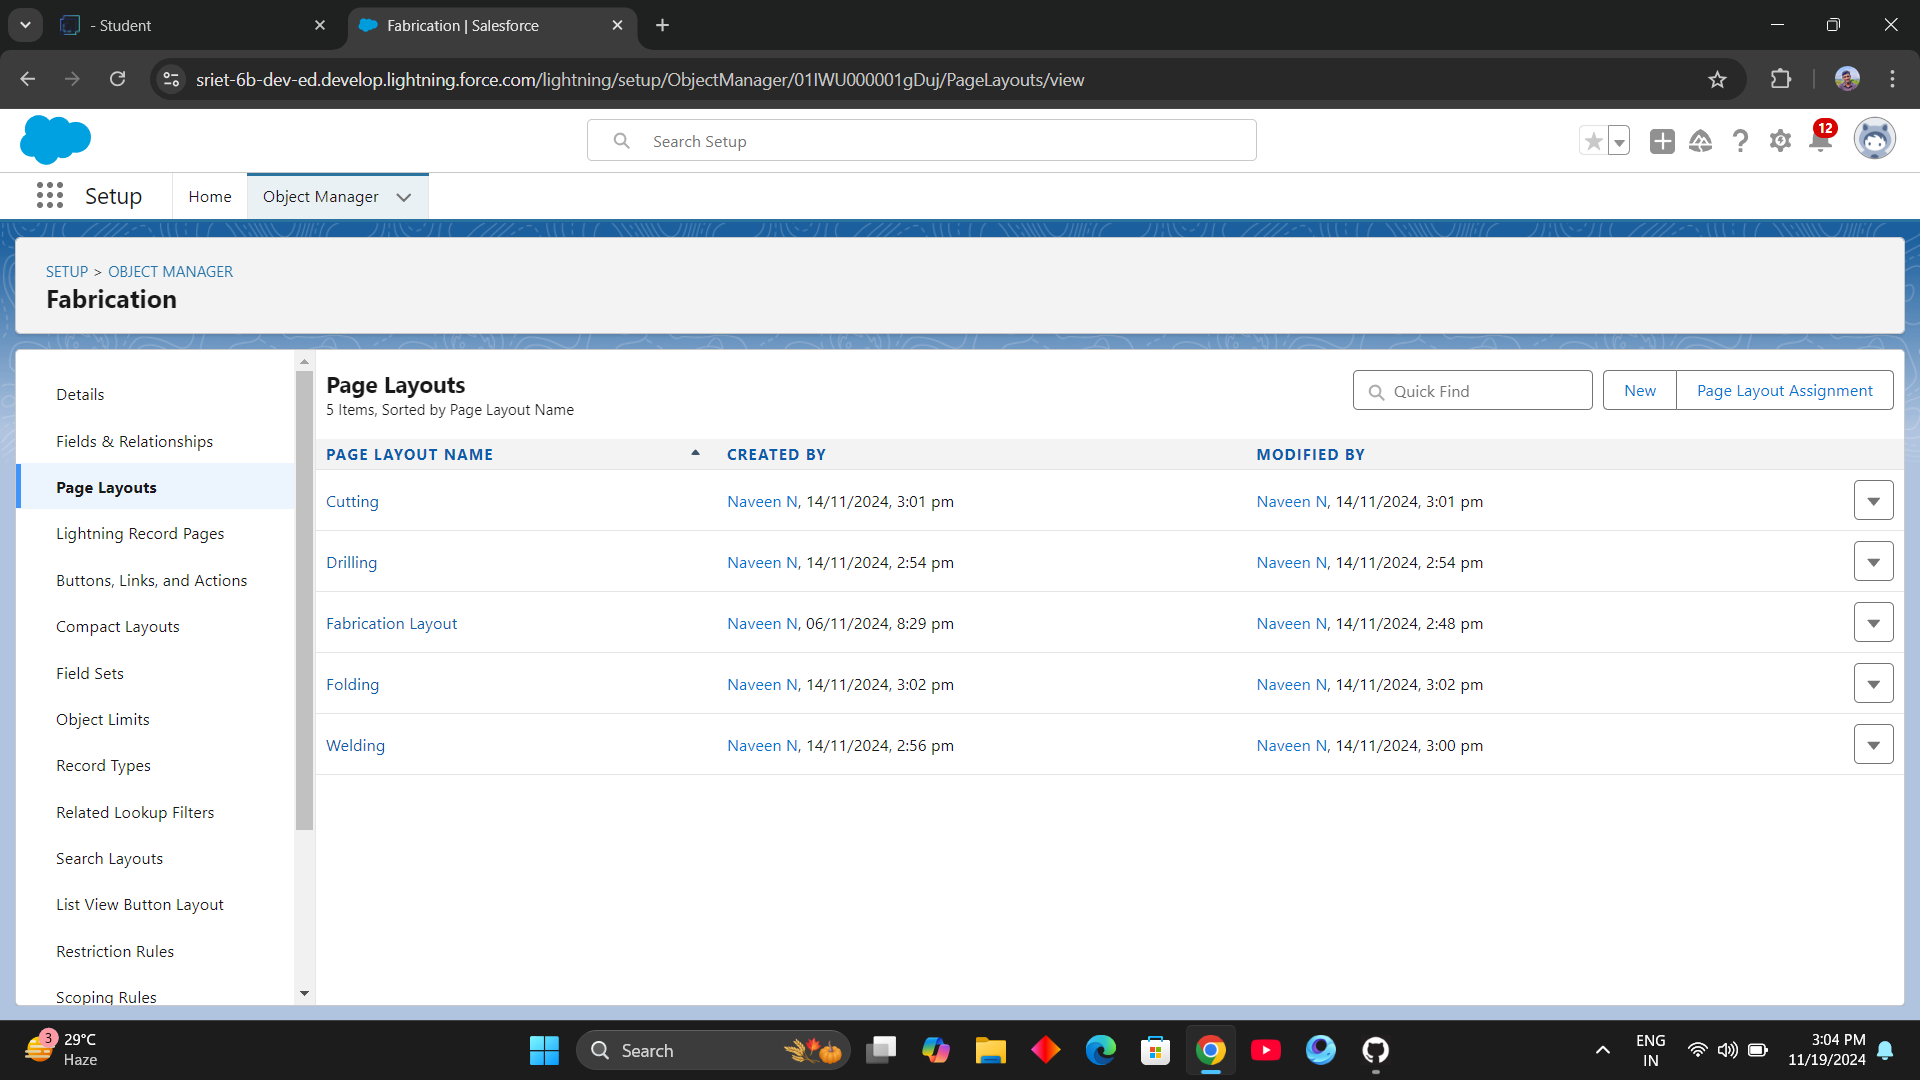 - Student
Fabrication | Salesforce
sriet-6b-dev-ed.develop.lightning.force.com/lightning/setup/ObjectManager/01IWU000001gDuj/PageLayouts/view
Search Setup
12
Setup
Home
Object Manager
SETUP > OBJECT MANAGER
Fabrication
Details
Fields & Relationships
Page Layouts
Lightning Record Pages
Buttons, Links, and Actions
Compact Layouts
Field Sets
Object Limits
Record Types
Related Lookup Filters
Search Layouts
List View Button Layout
Restriction Rules
Scoping Rules
Page Layouts
5 Items, Sorted by Page Layout Name
Quick Find
New
Page Layout Assignment
PAGE LAYOUT NAME CREATED BY MODIFIED BY
Cutting Naveen N, 14/11/2024, 3:01 pm Naveen N, 14/11/2024, 3:01 pm
Drilling Naveen N, 14/11/2024, 2:54 pm Naveen N, 14/11/2024, 2:54 pm
Fabrication Layout Naveen N, 06/11/2024, 8:29 pm Naveen N, 14/11/2024, 2:48 pm
Folding Naveen N, 14/11/2024, 3:02 pm Naveen N, 14/11/2024, 3:02 pm
Welding Naveen N, 14/11/2024, 2:56 pm Naveen N, 14/11/2024, 3:00 pm
3
29°C
Haze
Search
ENG
IN
3:04 PM
11/19/2024